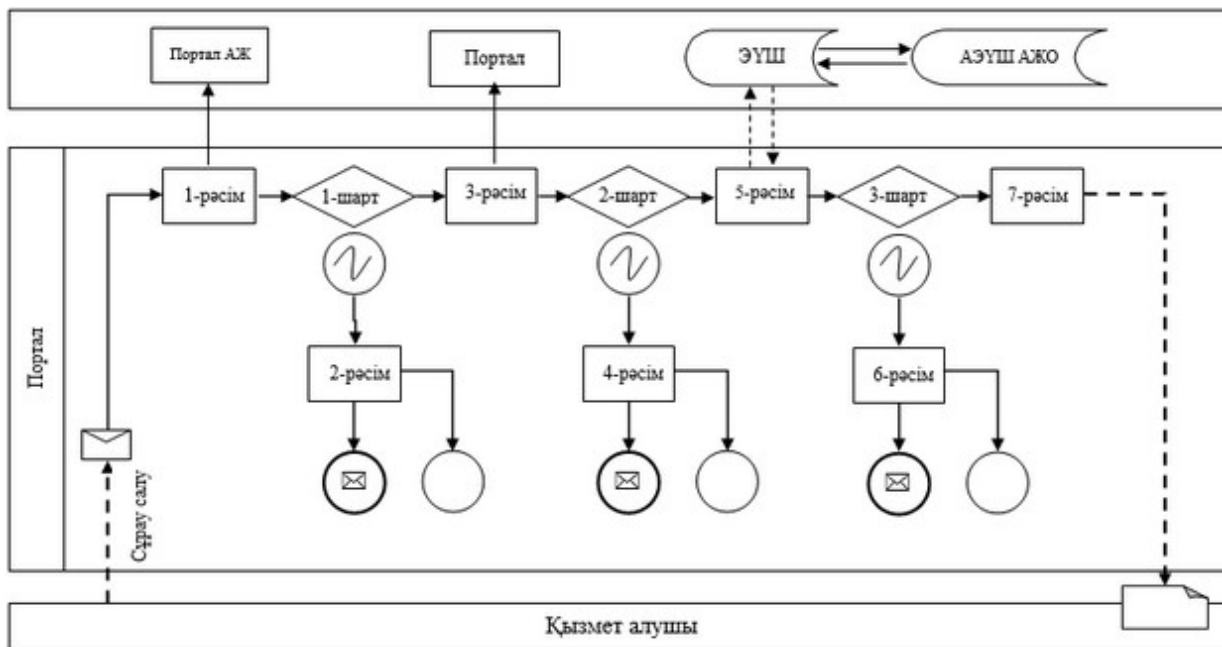 Портал АЖ
Портал
ЭҮШ
АЭҮШ АЖО
Портал
1-рәсім
1-шарт
3-рәсім
2-шарт
5-рәсім
3-шарт
7-рәсім
2-рәсім
4-рәсім
6-рәсім
Сұрау салу
Қызмет алушы